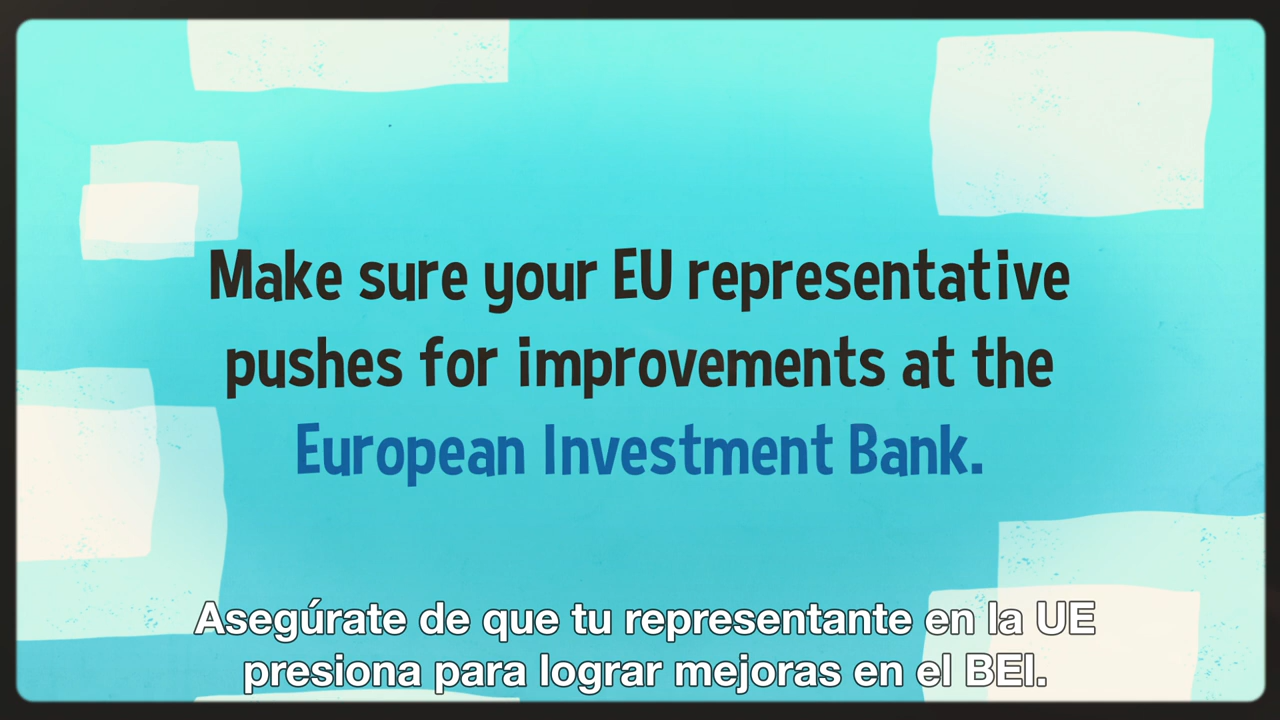 Make sure your EU representative
pushes for improvements at the
European Investment Bank.
Asegúrate de que tu representante en la UE
presiona para lograr mejoras en el BEI.